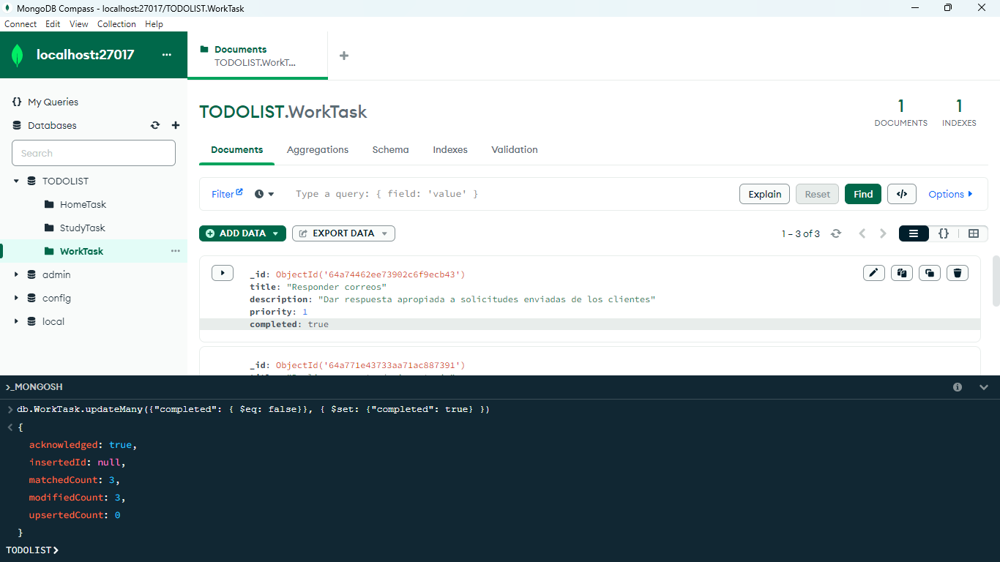 MongoDB Compass - localhost:27017/TODOLIST.WorkTask
Connect Edit View Collection Help
localhost:27017 ...
Documents
TODOLIST.WorkT...
{} My Queries
Databases
Search
TODOLIST
HomeTask
StudyTask
WorkTask ...
admin
config
local
TODOLIST.WorkTask
1 DOCUMENTS
1 INDEXES
Documents Aggregations Schema Indexes Validation
Filter Type a query: { field: 'value' } Explain Reset Find </> Options
ADD DATA EXPORT DATA 1 – 3 of 3 {}
_id: ObjectId('64a74462ee73902c6f9ecb43')
title: "Responder correos"
description: "Dar respuesta apropiada a solicitudes enviadas de los clientes"
priority: 1
completed: true
_id: ObjectId('64a771e43733aa71ac887391')
>_MONGOSH
> db.WorkTask.updateMany({"completed": { $eq: false}}, { $set: {"completed": true} })
< {
acknowledged: true,
insertedId: null,
matchedCount: 3,
modifiedCount: 3,
upsertedCount: 0
}
TODOLIST>